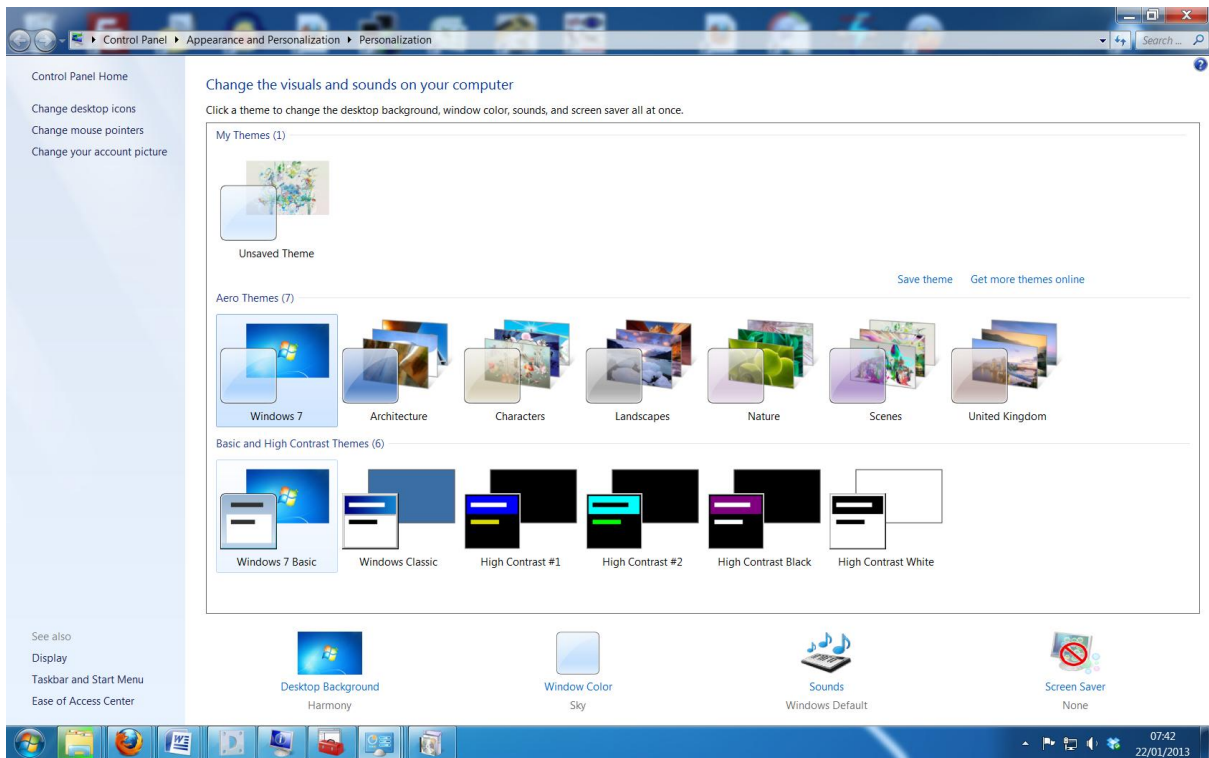 Control Panel ▸ Appearance and Personalization ▸ Personalization
Search ...
Control Panel Home
Change desktop icons
Change mouse pointers
Change your account picture
Change the visuals and sounds on your computer
Click a theme to change the desktop background, window color, sounds, and screen saver all at once.
My Themes (1)
Unsaved Theme
Save theme Get more themes online
Aero Themes (7)
Windows 7 Architecture Characters Landscapes Nature Scenes United Kingdom
Basic and High Contrast Themes (6)
Windows 7 Basic Windows Classic High Contrast #1 High Contrast #2 High Contrast Black High Contrast White
See also
Display
Taskbar and Start Menu
Ease of Access Center
Desktop Background Window Color Sounds Screen Saver
Harmony Sky Windows Default None
07:42
22/01/2013